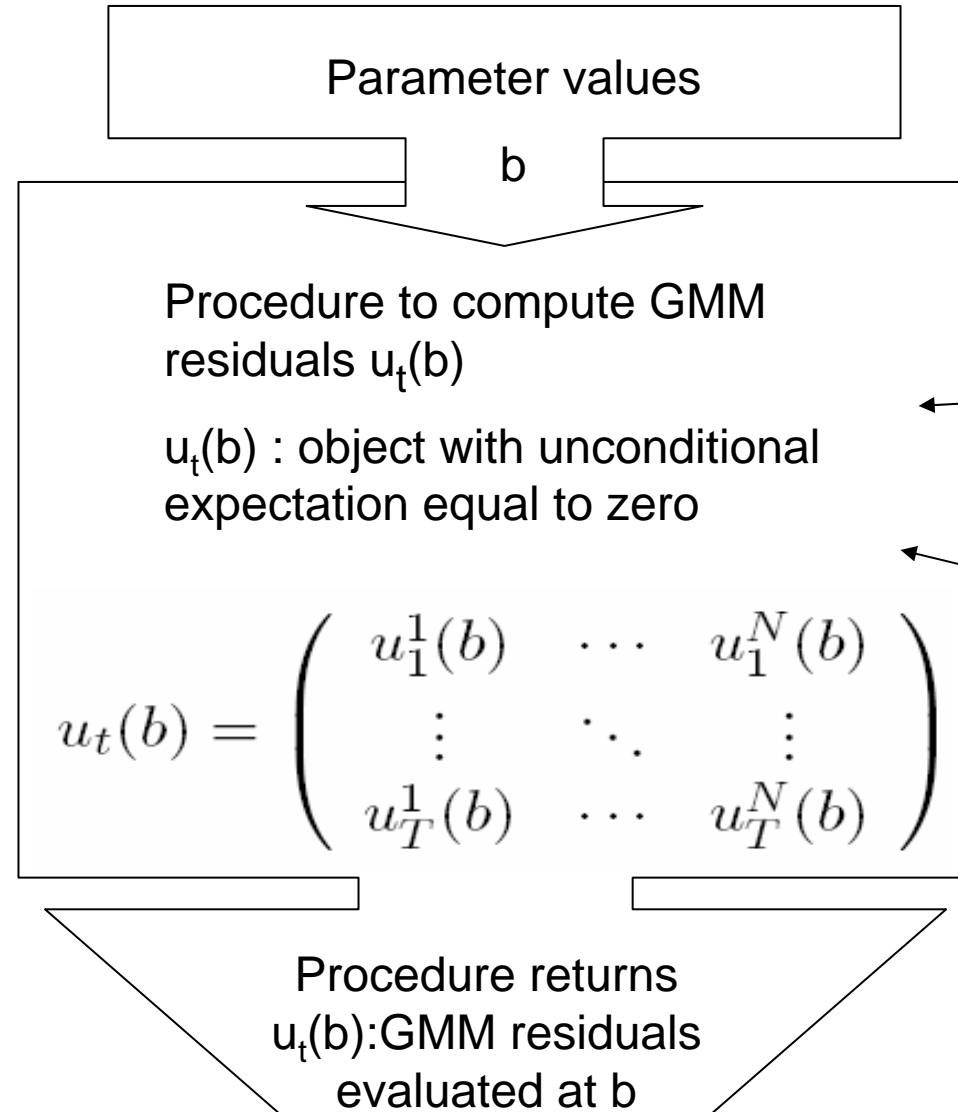 Parameter values
b
Procedure to compute GMM
residuals u_t(b)
u_t(b) : object with unconditional
expectation equal to zero
u_t(b) = ( u_1^1(b) ⋯ u_1^N(b)
⋮ ⋱ ⋮
u_T^1(b) ⋯ u_T^N(b) )
Procedure returns
u_t(b):GMM residuals
evaluated at b